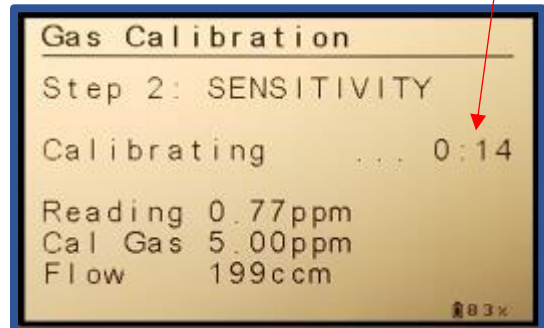 Gas Calibration
Step 2: SENSITIVITY
Calibrating ... 0:14
Reading 0.77ppm
Cal Gas 5.00ppm
Flow 199ccm
83%